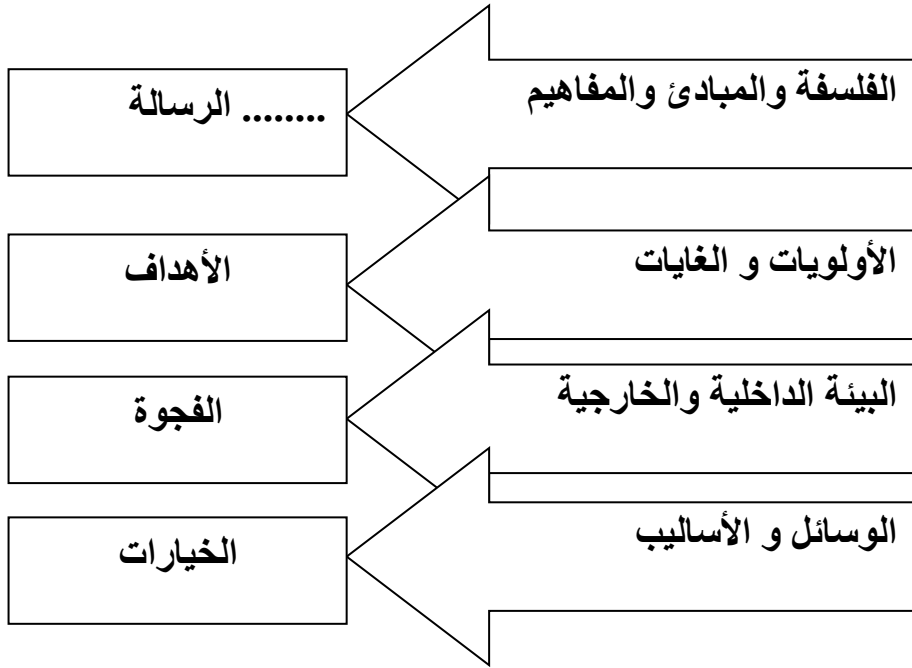 الفلسفة والمبادئ والمفاهيم
........ الرسالة
الأولويات و الغايات
الأهداف
البيئة الداخلية والخارجية
الفجوة
الوسائل و الأساليب
الخيارات